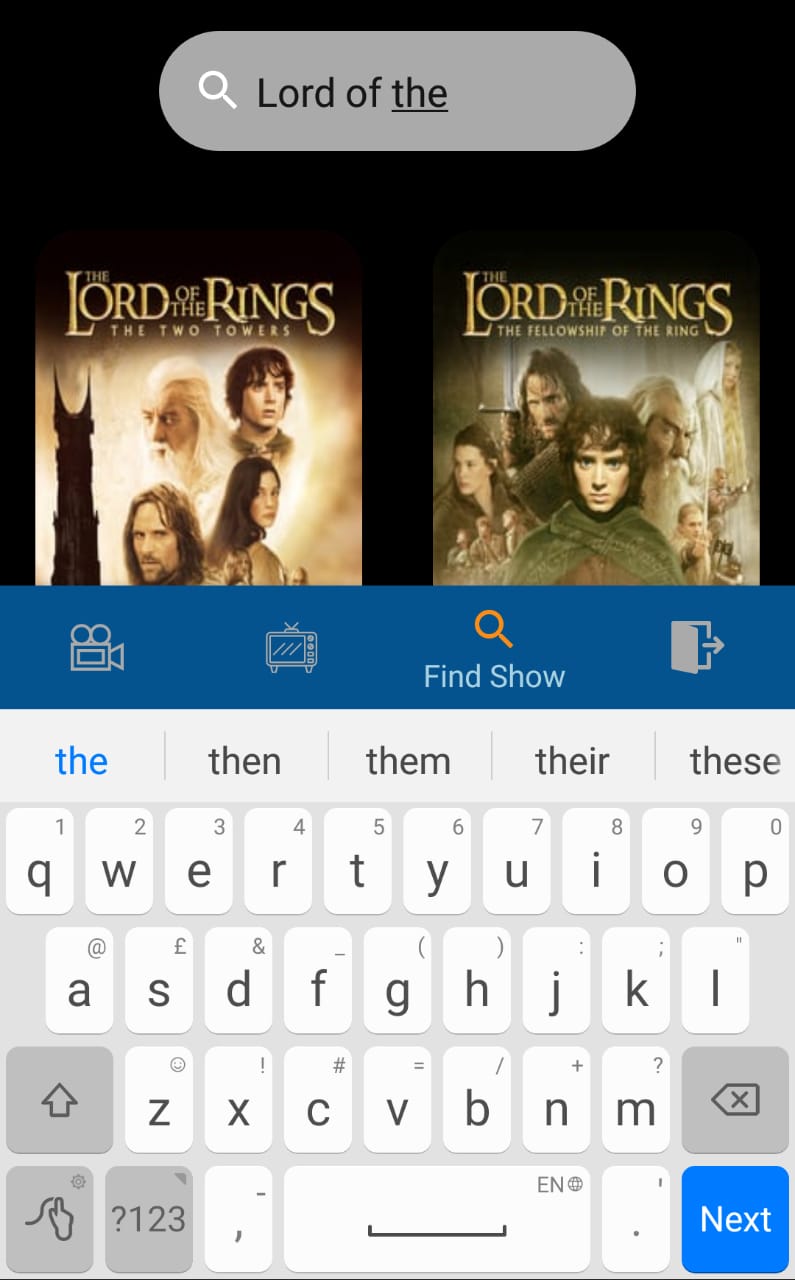 Lord of the
THE LORD OF THE RINGS
THE TWO TOWERS
THE LORD OF THE RINGS
THE FELLOWSHIP OF THE RING
Find Show
the then them their these
1 2 3 4 5 6 7 8 9 0
q w e r t y u i o p
@ £ & _ ( ) : ; "
a s d f g h j k l
! # = / + ?
z x c v b n m
- EN '
?123 , . Next